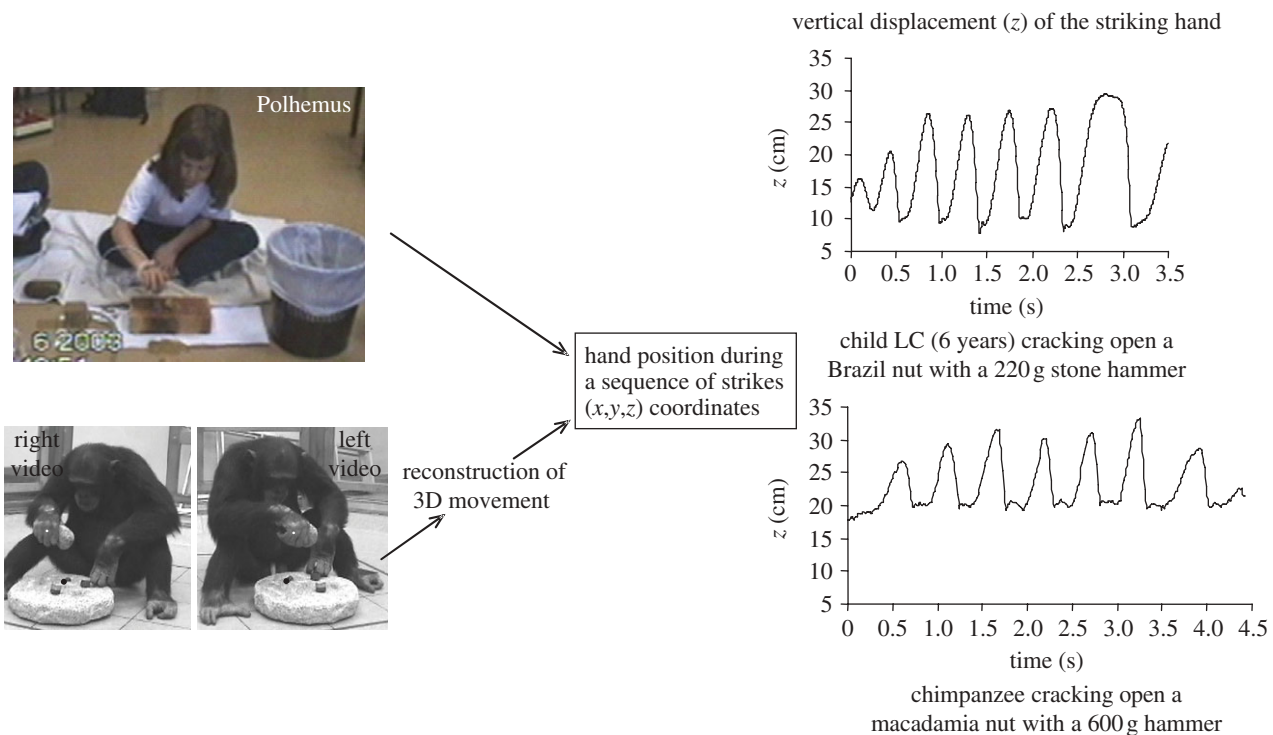 vertical displacement (z) of the striking hand
Polhemus
6 2003
35
30
25
20
15
10
5
z (cm)
0 0.5 1.0 1.5 2.0 2.5 3.0 3.5
time (s)
child LC (6 years) cracking open a
Brazil nut with a 220 g stone hammer
hand position during
a sequence of strikes
(x,y,z) coordinates
right
video
left
video
reconstruction of
3D movement
35
30
25
20
15
10
5
z (cm)
0 0.5 1.0 1.5 2.0 2.5 3.0 3.5 4.0 4.5
time (s)
chimpanzee cracking open a
macadamia nut with a 600 g hammer